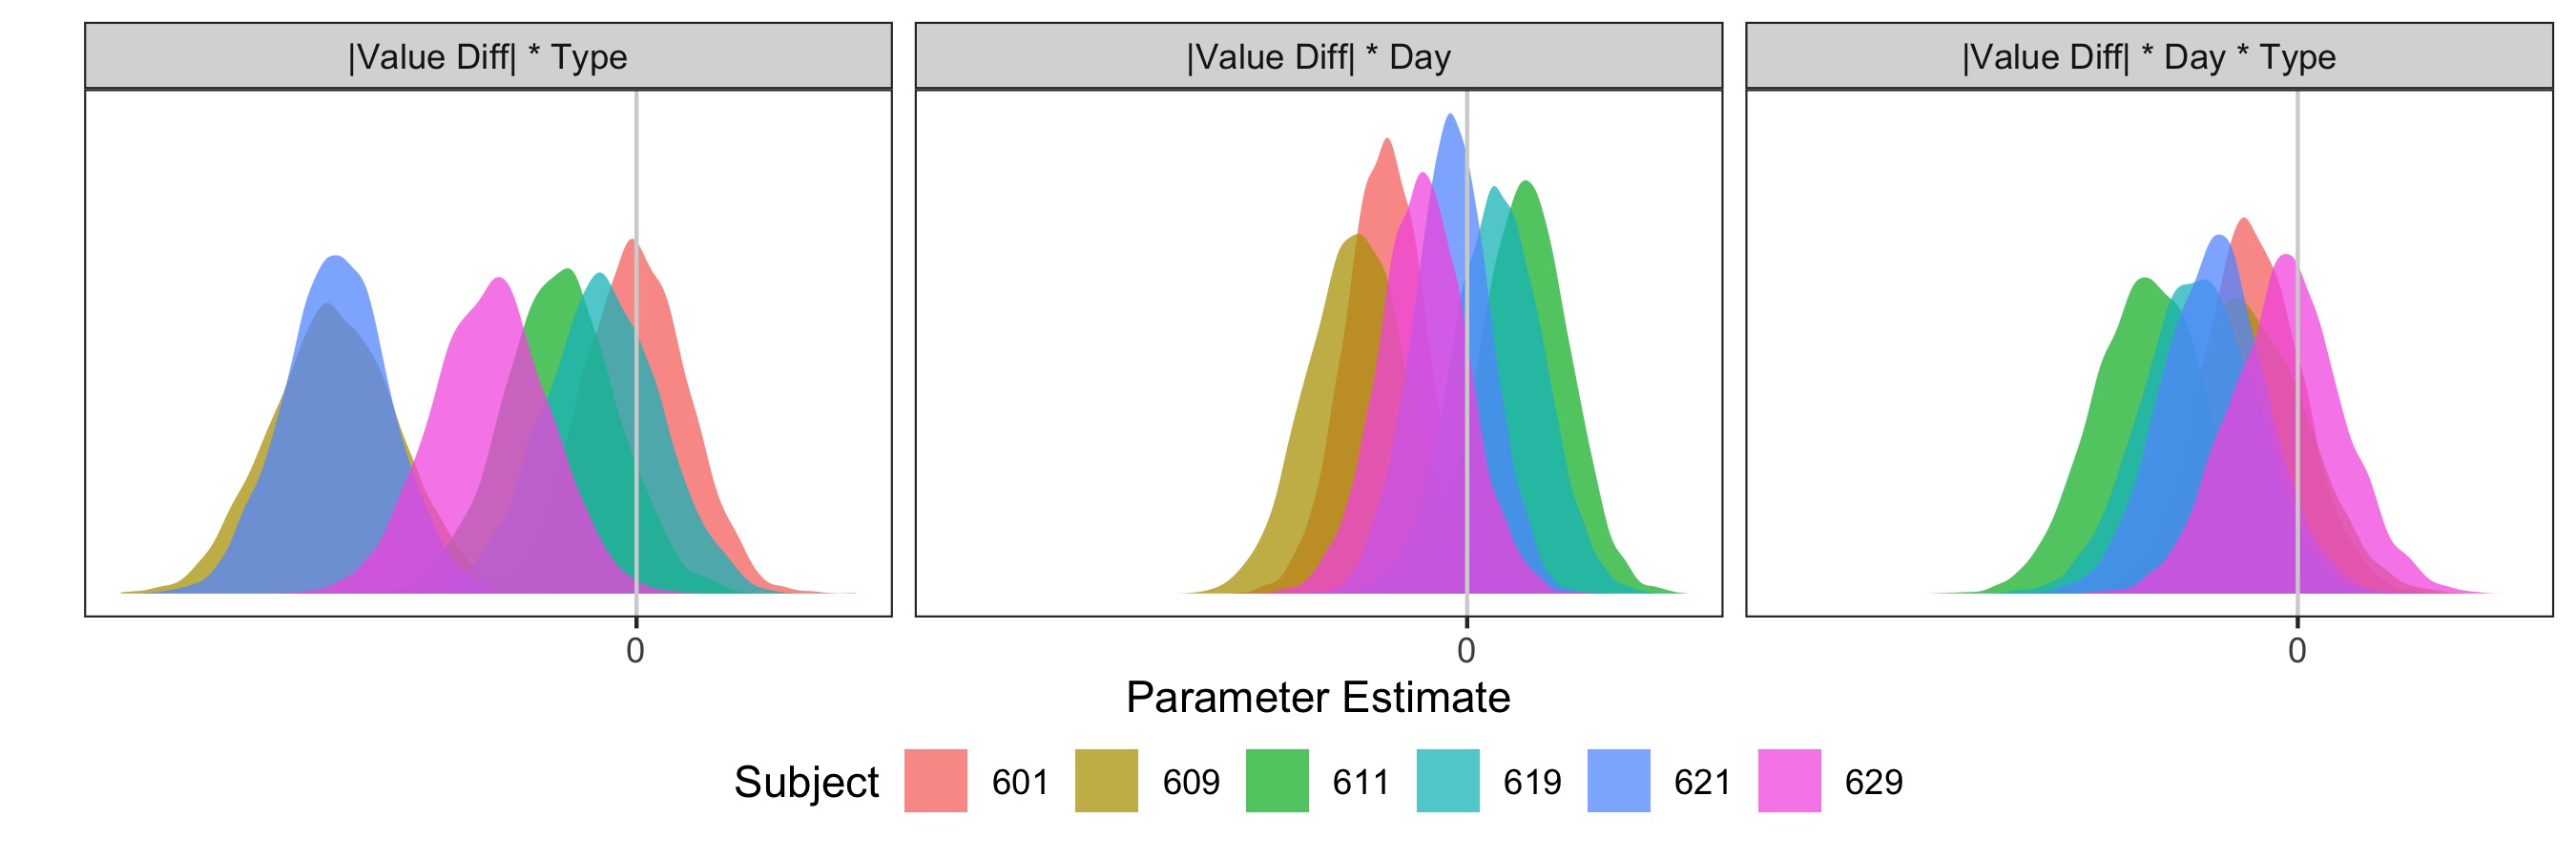 |Value Diff| * Type
|Value Diff| * Day
|Value Diff| * Day * Type
0
0
0
Parameter Estimate
Subject 601 609 611 619 621 629